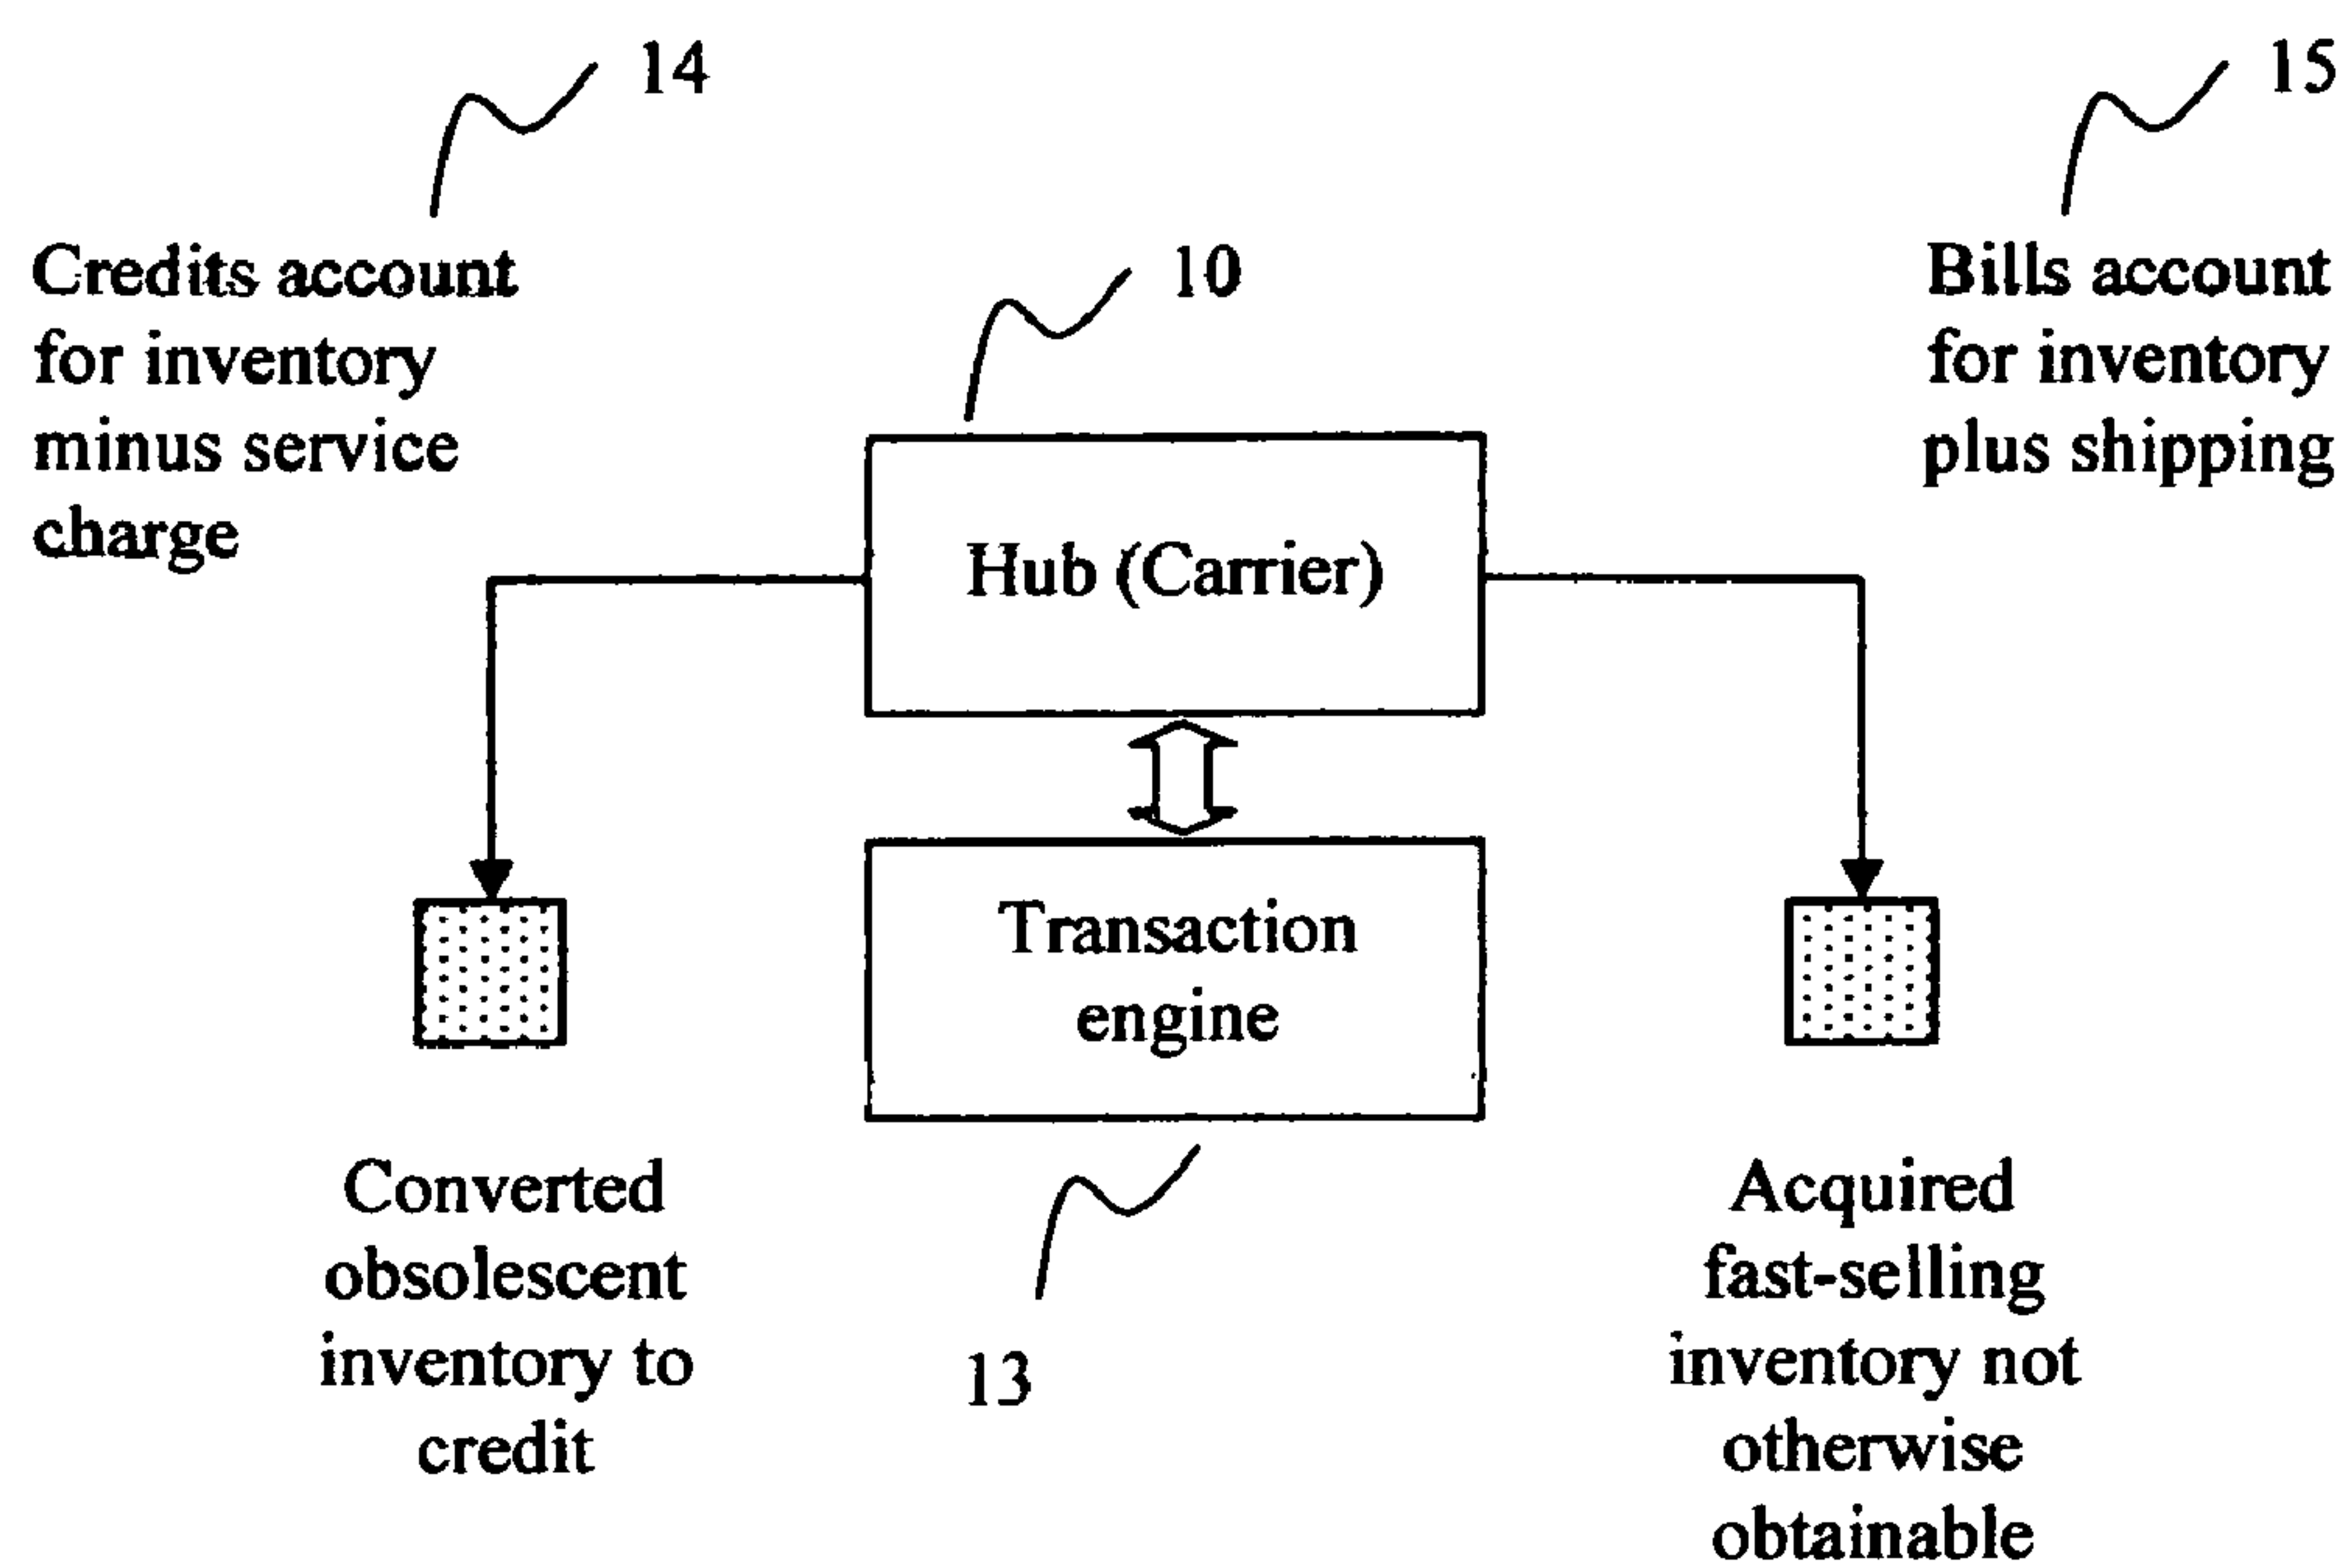 14
15
Credits account
for inventory
minus service
charge
10
Bills account
for inventory
plus shipping
Hub (Carrier)
Transaction
engine
Converted
obsolescent
inventory to
credit
13
Acquired
fast-selling
inventory not
otherwise
obtainable